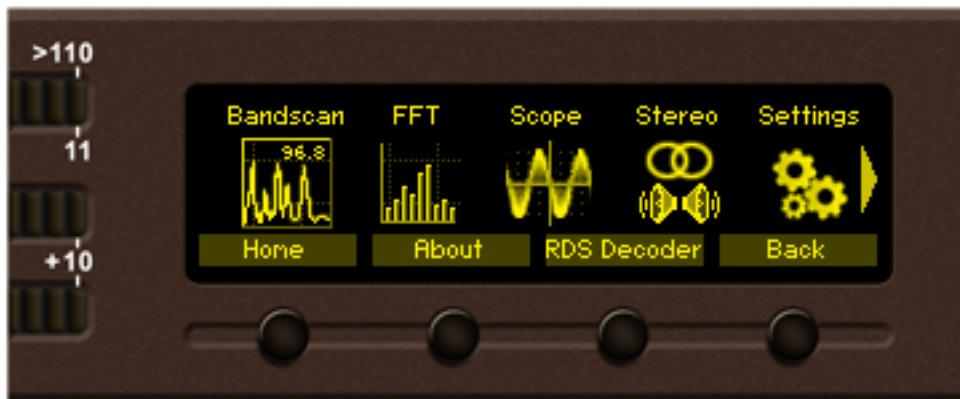 >110
11
+10
Bandscan FFT Scope Stereo Settings
96.8
Home About RDS Decoder Back